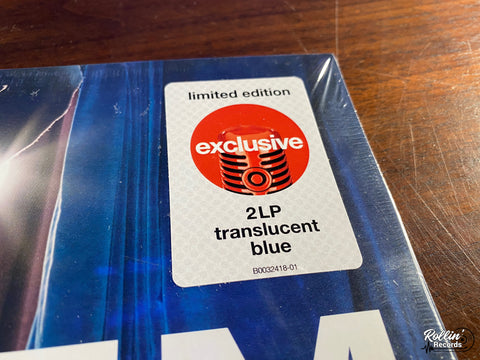 limited edition
exclusive
2LP
translucent
blue
B0032418-01
Rollin'
Records